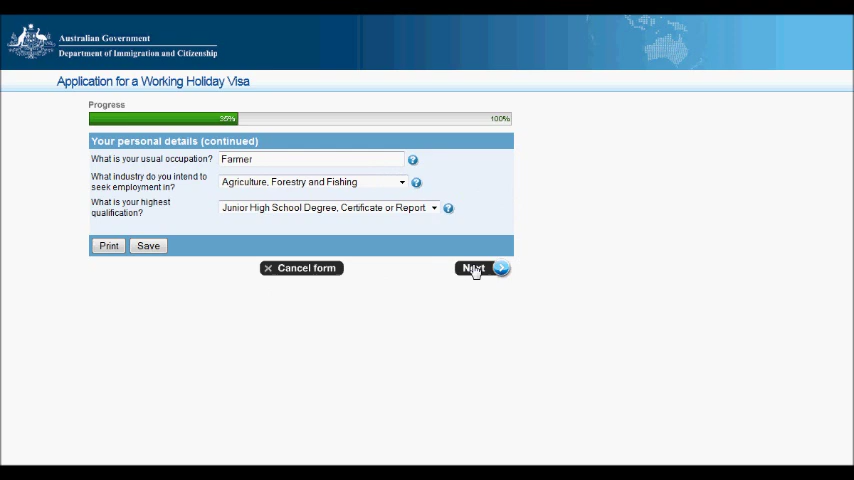 Australian Government
Department of Immigration and Citizenship
Application for a Working Holiday Visa
Progress
35%
100%
Your personal details (continued)
What is your usual occupation? Farmer
What industry do you intend to
seek employment in?
Agriculture, Forestry and Fishing
What is your highest
qualification?
Junior High School Degree, Certificate or Report
Print Save
Cancel form Next